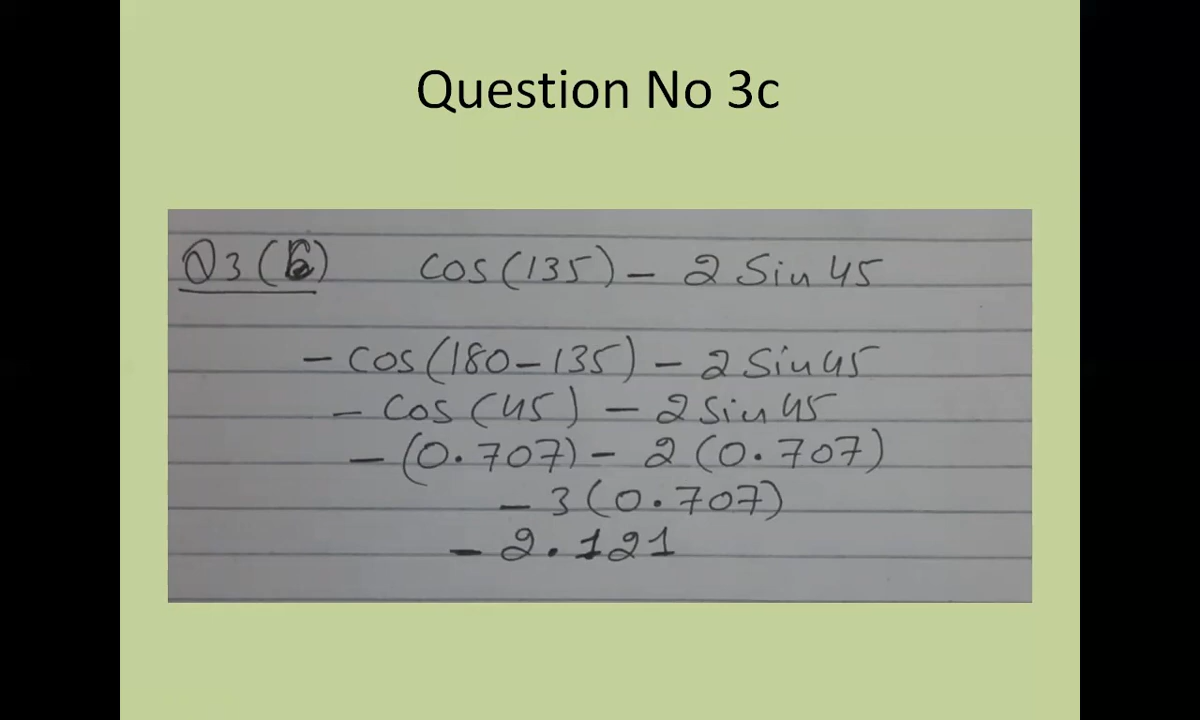 Question No 3c
Q3 ( ) cos(135) - 2 Sin 45
- cos(180-135) - 2 Sin 45
- cos (45) - 2 sin 45
- (0.707) - 2 (0.707)
- 3 (0.707)
- 2.121